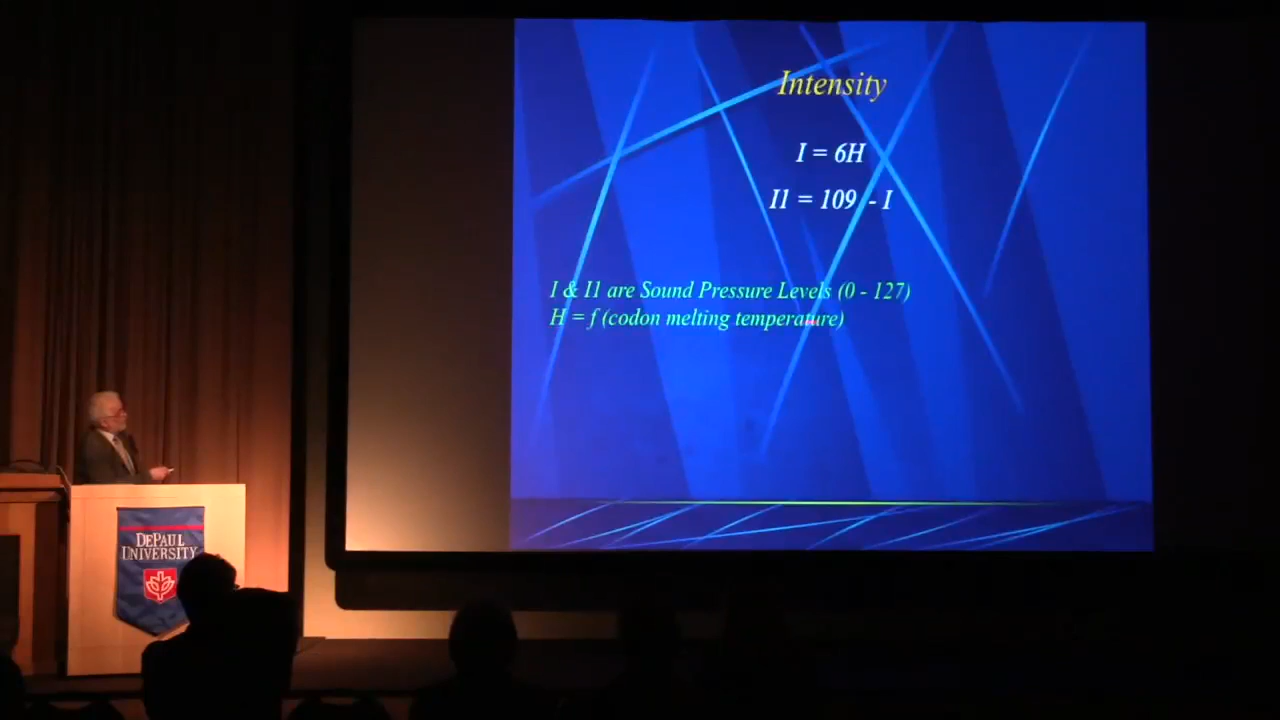 Intensity
I = 6H
I1 = 109 - I
I & I1 are Sound Pressure Levels (0 - 127)
H = f (codon melting temperature)
DEPAUL
UNIVERSITY